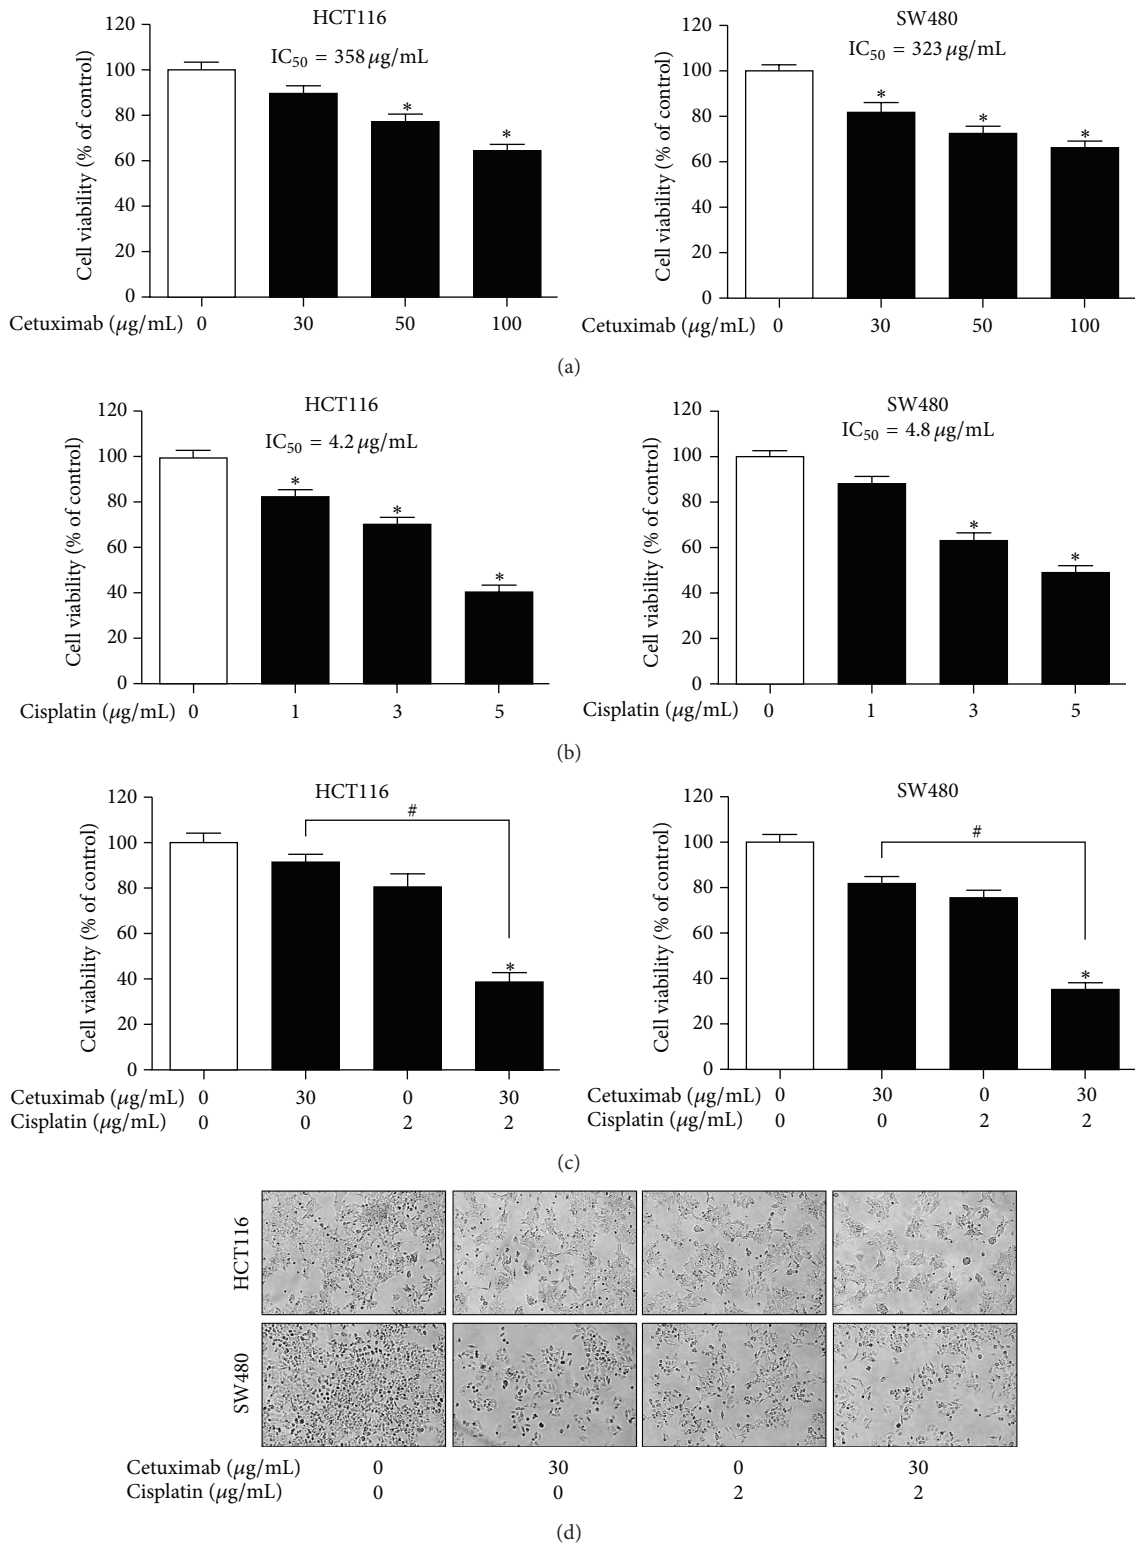 HCT116
IC50 = 358 μg/mL
Cell viability (% of control)
120
100
80
60
40
20
0
*
*
Cetuximab (μg/mL) 0 30 50 100
SW480
IC50 = 323 μg/mL
Cell viability (% of control)
120
100
80
60
40
20
0
*
*
*
Cetuximab (μg/mL) 0 30 50 100
(a)
HCT116
IC50 = 4.2 μg/mL
Cell viability (% of control)
120
100
80
60
40
20
0
*
*
*
Cisplatin (μg/mL) 0 1 3 5
SW480
IC50 = 4.8 μg/mL
Cell viability (% of control)
120
100
80
60
40
20
0
*
*
Cisplatin (μg/mL) 0 1 3 5
(b)
HCT116
Cell viability (% of control)
120
100
80
60
40
20
0
#
*
Cetuximab (μg/mL) 0 30 0 30
Cisplatin (μg/mL) 0 0 2 2
SW480
Cell viability (% of control)
120
100
80
60
40
20
0
#
*
Cetuximab (μg/mL) 0 30 0 30
Cisplatin (μg/mL) 0 0 2 2
(c)
HCT116
SW480
Cetuximab (μg/mL) 0 30 0 30
Cisplatin (μg/mL) 0 0 2 2
(d)